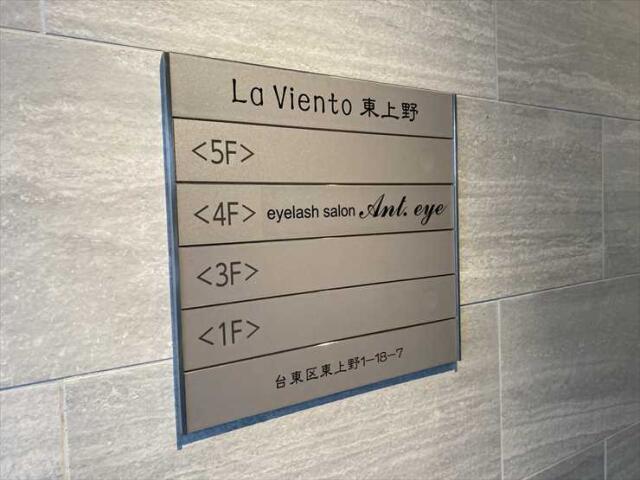 La Viento 東上野
<5F>
<4F> eyelash salon Ant. eye
<3F>
<1F>
台東区東上野1-18-7